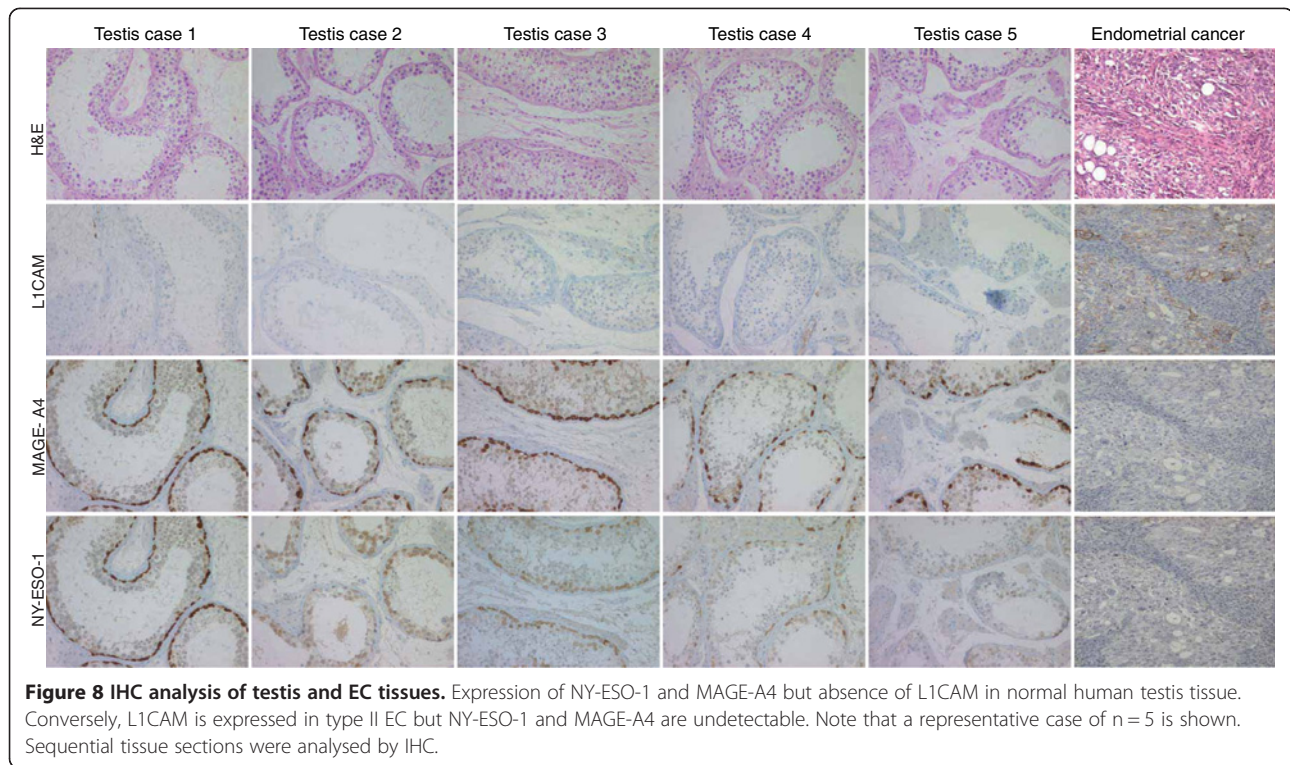 Testis case 1 Testis case 2 Testis case 3 Testis case 4 Testis case 5 Endometrial cancer
H&E
L1CAM
MAGE- A4
NY-ESO-1
Figure 8 IHC analysis of testis and EC tissues. Expression of NY-ESO-1 and MAGE-A4 but absence of L1CAM in normal human testis tissue.
Conversely, L1CAM is expressed in type II EC but NY-ESO-1 and MAGE-A4 are undetectable. Note that a representative case of n = 5 is shown.
Sequential tissue sections were analysed by IHC.